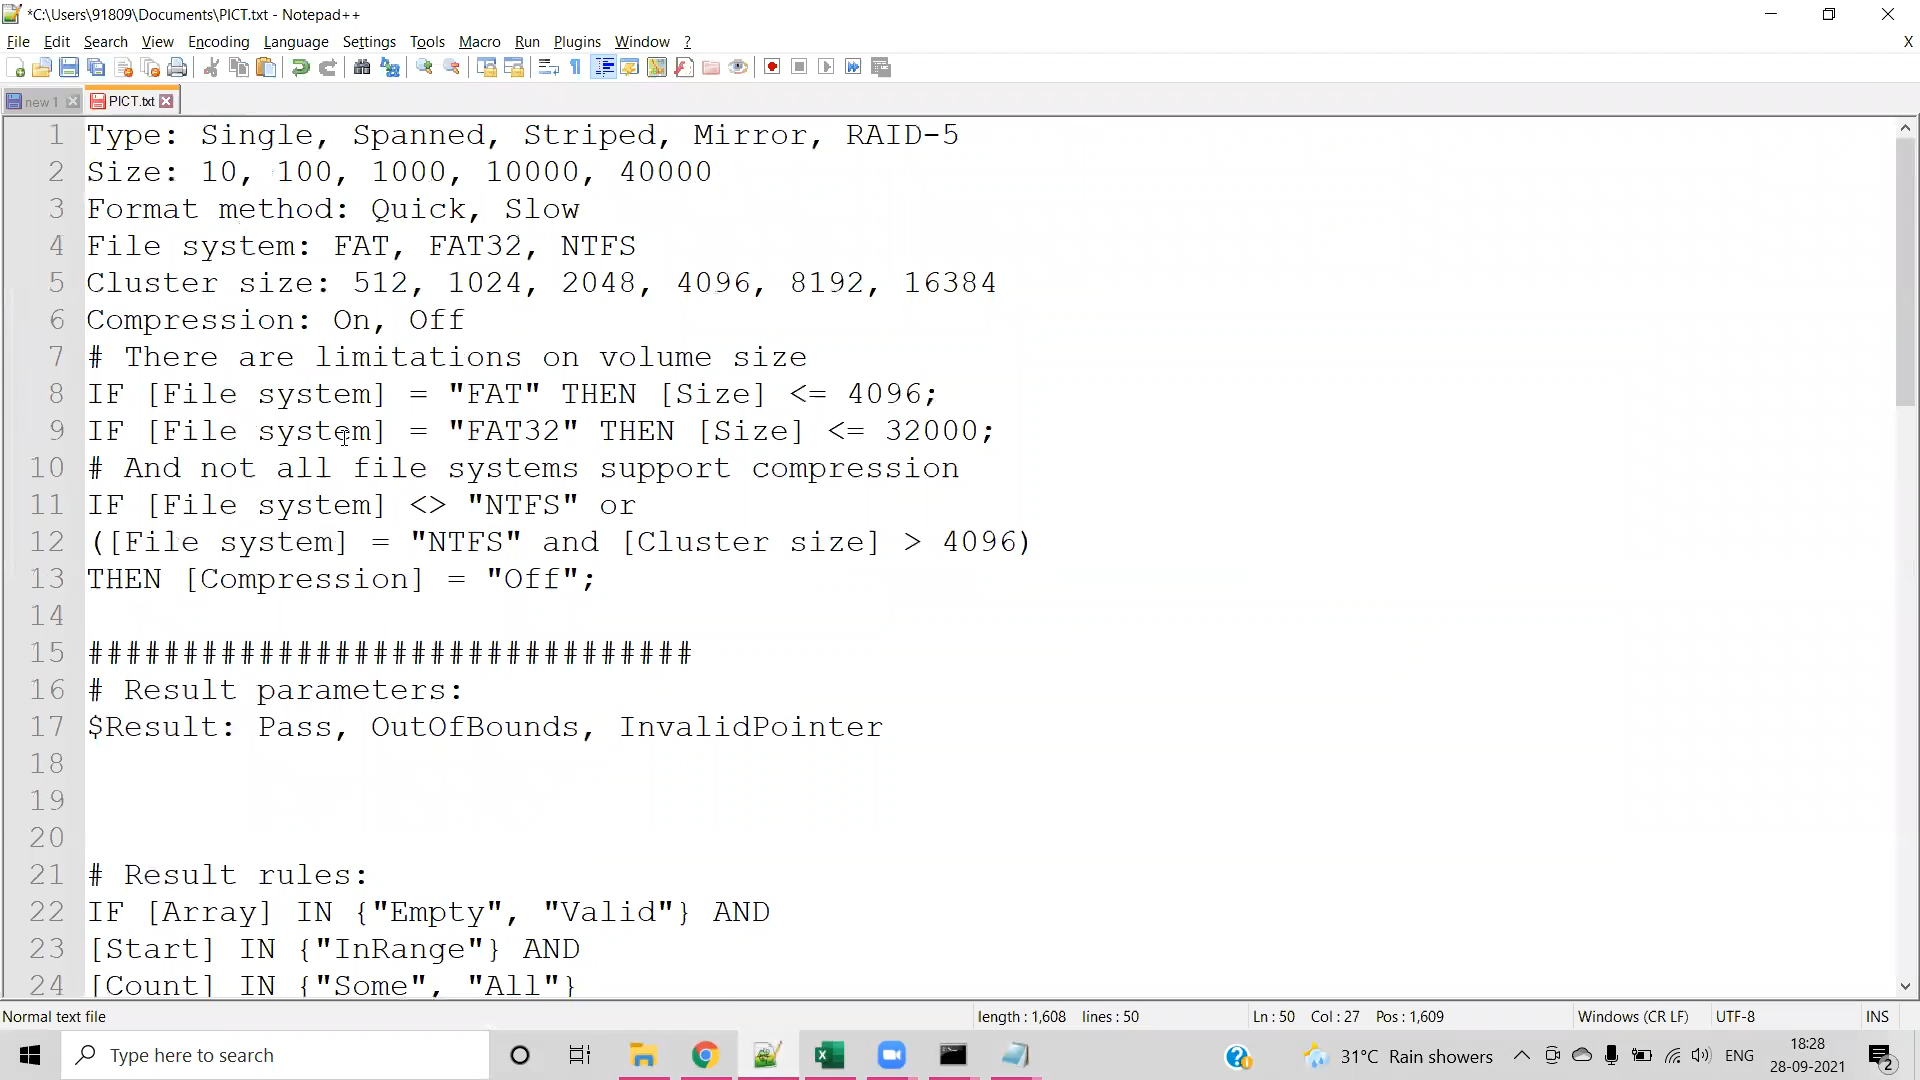 *C:\Users\91809\Documents\PICT.txt - Notepad++
File Edit Search View Encoding Language Settings Tools Macro Run Plugins Window ? X
new 1 PICT.txt
1 Type: Single, Spanned, Striped, Mirror, RAID-5
2 Size: 10, 100, 1000, 10000, 40000
3 Format method: Quick, Slow
4 File system: FAT, FAT32, NTFS
5 Cluster size: 512, 1024, 2048, 4096, 8192, 16384
6 Compression: On, Off
7 # There are limitations on volume size
8 IF [File system] = "FAT" THEN [Size] <= 4096;
9 IF [File system] = "FAT32" THEN [Size] <= 32000;
10 # And not all file systems support compression
11 IF [File system] <> "NTFS" or
12 ([File system] = "NTFS" and [Cluster size] > 4096)
13 THEN [Compression] = "Off";
14
15 ################################
16 # Result parameters:
17 $Result: Pass, OutOfBounds, InvalidPointer
18
19
20
21 # Result rules:
22 IF [Array] IN {"Empty", "Valid"} AND
23 [Start] IN {"InRange"} AND
24 [Count] IN {"Some", "All"}
Normal text file length : 1,608 lines : 50 Ln : 50 Col : 27 Pos : 1,609 Windows (CR LF) UTF-8 INS
Type here to search 31°C Rain showers ENG 18:28
28-09-2021 2